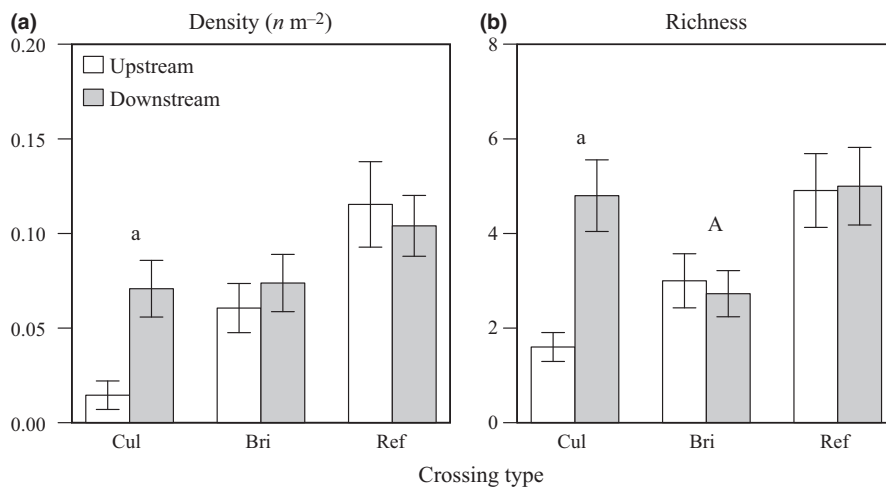 (a) Density (n m⁻²)
0.20
0.15
0.10
0.05
0.00
Upstream
Downstream
a
Cul Bri Ref
(b) Richness
8
6
4
2
0
a
A
Cul Bri Ref
Crossing type